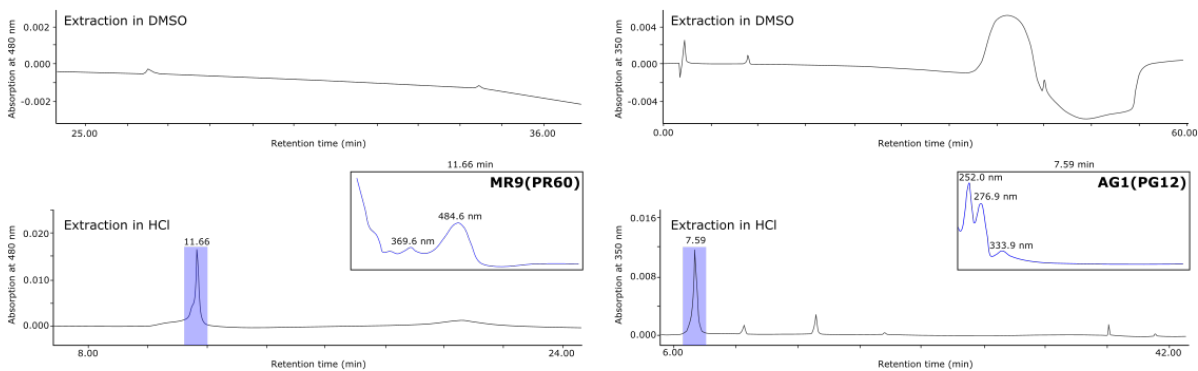 Extraction in DMSO
Absorption at 480 nm
0.002
0.000
-0.002
25.00
36.00
Retention time (min)
Extraction in DMSO
Absorption at 350 nm
0.004
0.000
-0.004
0.00
60.00
Retention time (min)
Extraction in HCl
Absorption at 480 nm
0.020
0.010
0.000
11.66
8.00
24.00
Retention time (min)
11.66 min
MR9(PR60)
369.6 nm
484.6 nm
Extraction in HCl
Absorption at 350 nm
0.016
0.008
0.000
7.59
6.00
42.00
Retention time (min)
7.59 min
AG1(PG12)
252.0 nm
276.9 nm
333.9 nm